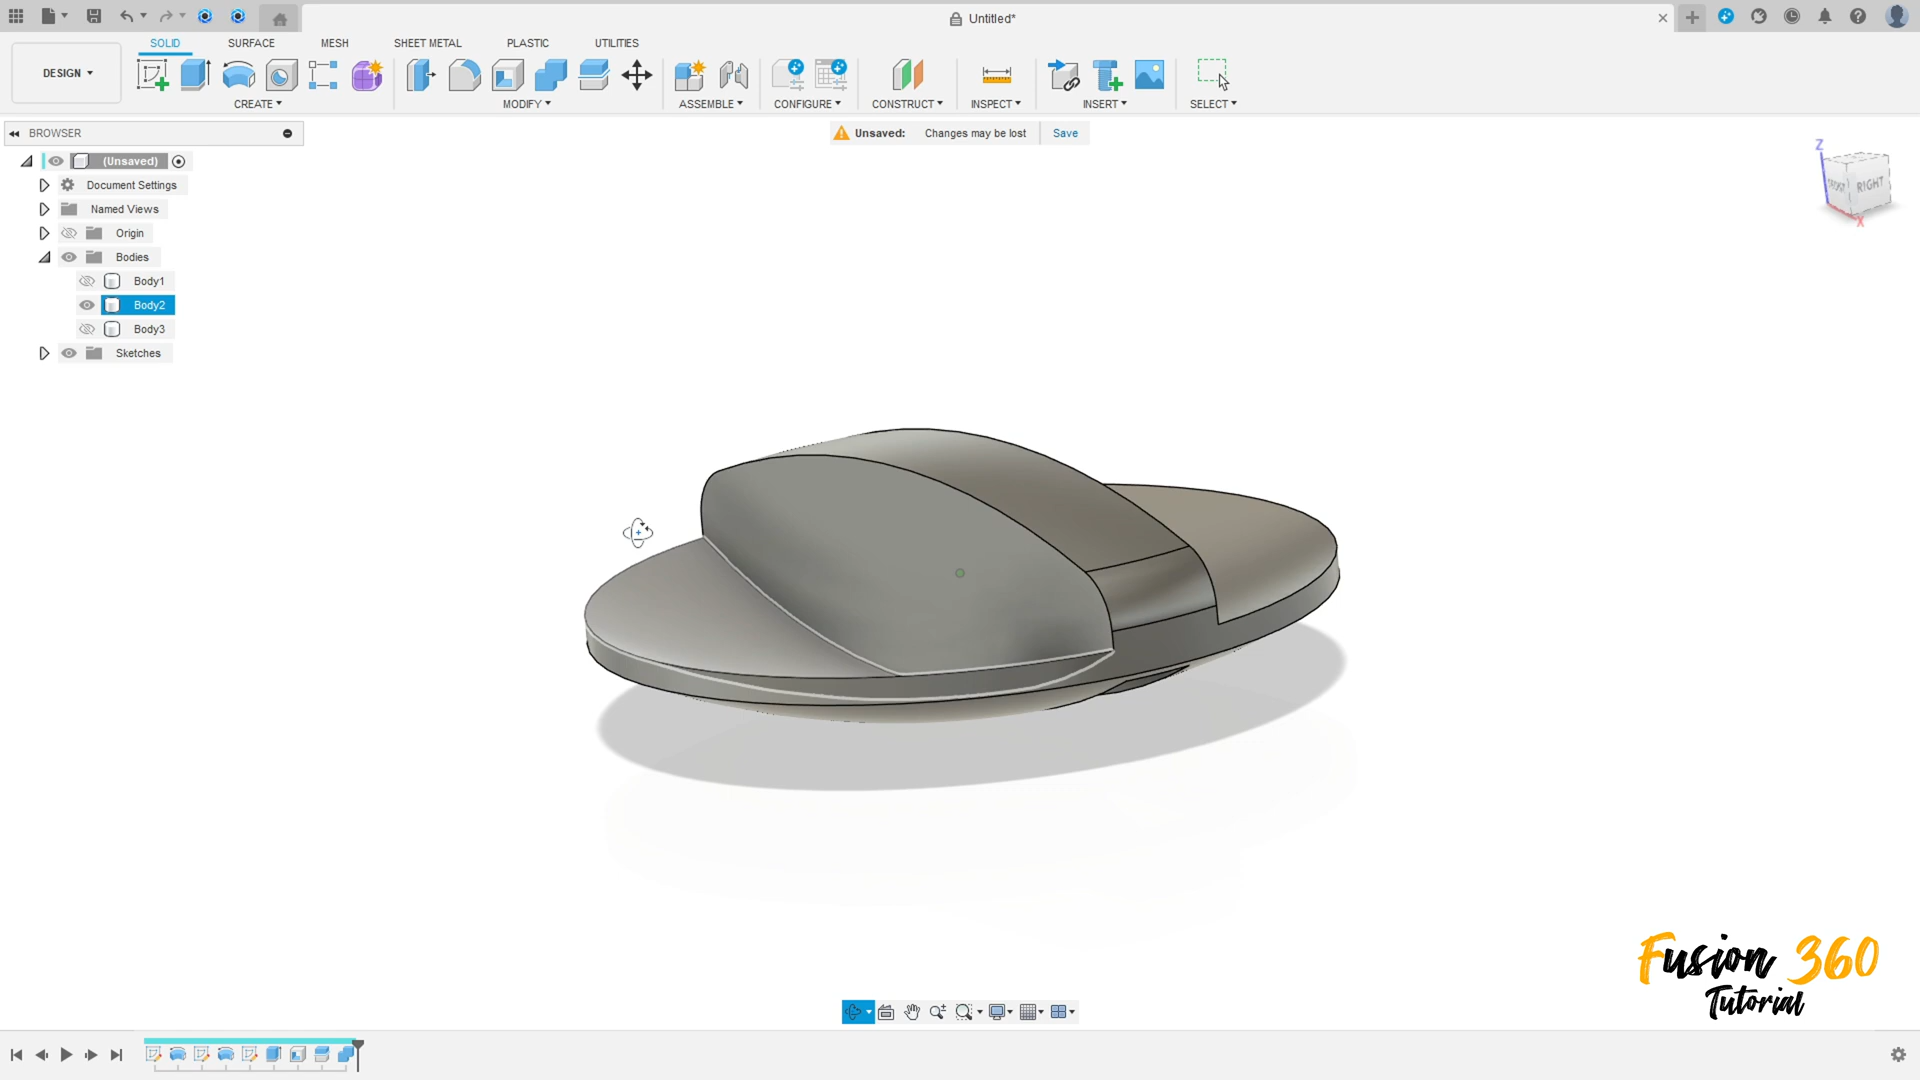 Untitled*
SOLID
SURFACE
MESH
SHEET METAL
PLASTIC
UTILITIES
DESIGN
CREATE
MODIFY
ASSEMBLE
CONFIGURE
CONSTRUCT
INSPECT
INSERT
SELECT
BROWSER
Unsaved: Changes may be lost Save
(Unsaved)
Document Settings
Named Views
Origin
Bodies
Body1
Body2
Body3
Sketches
Z
RIGHT
X
Fusion 360
Tutorial